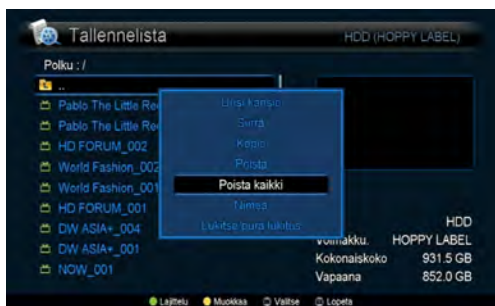 Tallennelista
HDD (HOPPY LABEL)
Polku : /
..
Pablo The Little Re
Pablo The Little Re
HD FORUM_002
World Fashion_002
World Fashion_001
HD FORUM_001
DW ASIA+_004
DW ASIA+_001
NOW_001
Uusi kansio
Siirrä
Kopioi
Poista
Poista kaikki
Nimeä
Lukitse/pura lukitus
HDD
Voimakku. HOPPY LABEL
Kokonaiskoko 931.5 GB
Vapaana 852.0 GB
Lajittelu Muokkaa Valitse Lopeta